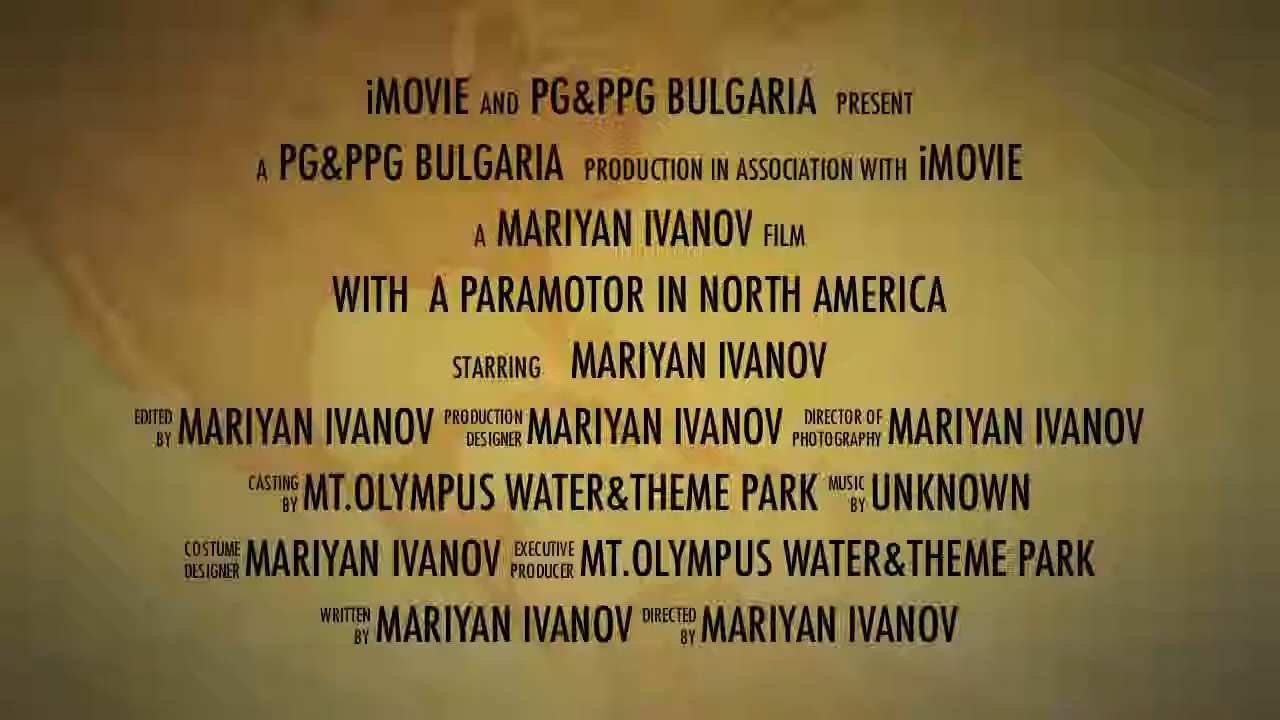 iMOVIE AND PG&PPG BULGARIA PRESENT
A PG&PPG BULGARIA PRODUCTION IN ASSOCIATION WITH iMOVIE
A MARIYAN IVANOV FILM
WITH A PARAMOTOR IN NORTH AMERICA
STARRING MARIYAN IVANOV
EDITED BY MARIYAN IVANOV PRODUCTION DESIGNER MARIYAN IVANOV DIRECTOR OF PHOTOGRAPHY MARIYAN IVANOV
CASTING BY MT.OLYMPUS WATER&THEME PARK MUSIC BY UNKNOWN
COSTUME DESIGNER MARIYAN IVANOV EXECUTIVE PRODUCER MT.OLYMPUS WATER&THEME PARK
WRITTEN BY MARIYAN IVANOV DIRECTED BY MARIYAN IVANOV